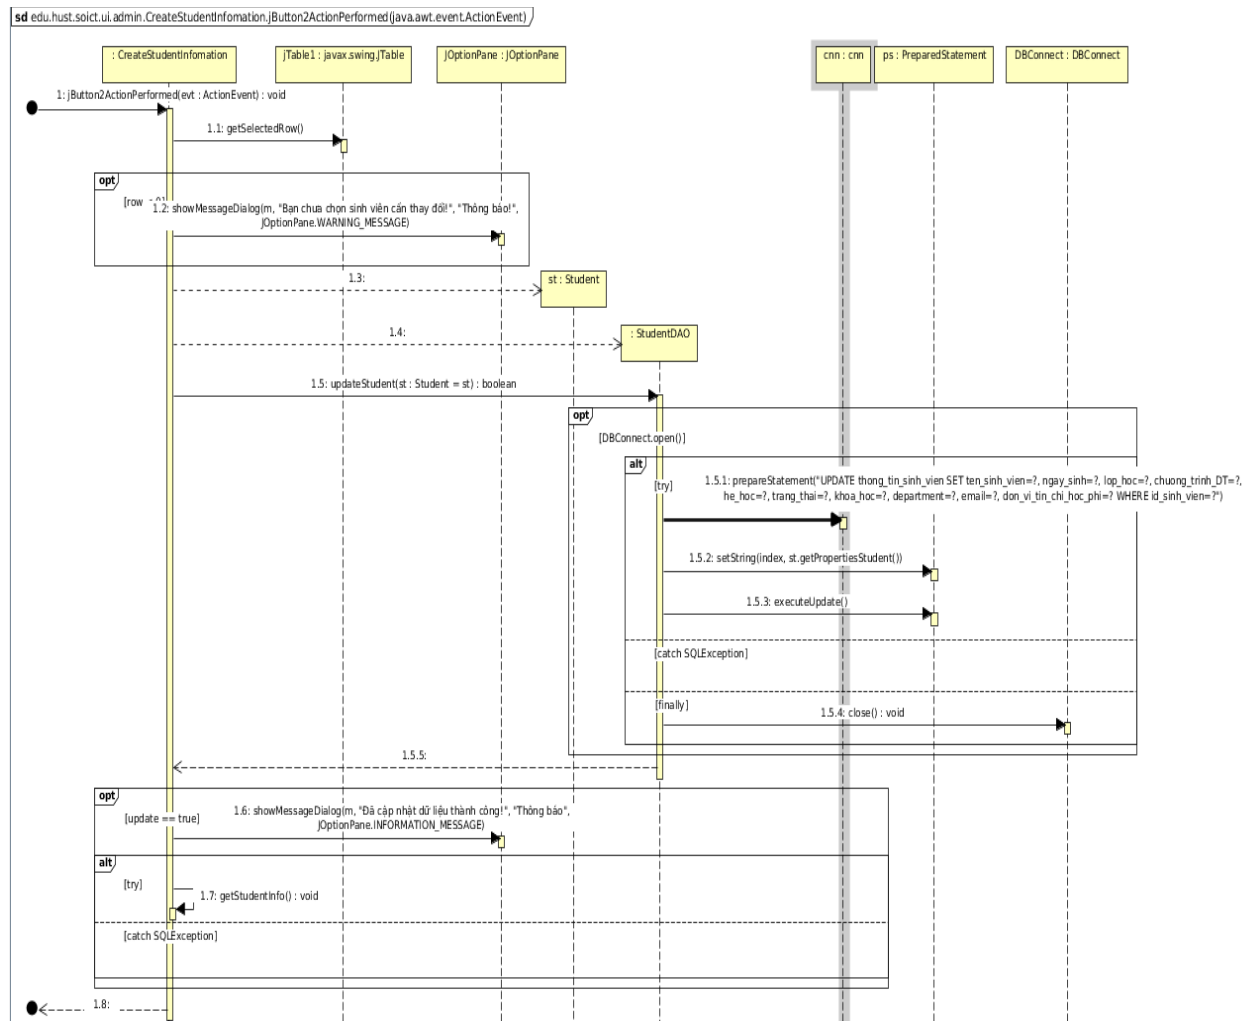 sd edu.hust.soict.ui.admin.CreateStudentInfomation.jButton2ActionPerformed(java.awt.event.ActionEvent)
: CreateStudentInfomation
jTable1 : javax.swing.JTable
JOptionPane : JOptionPane
cnn : cnn
ps : PreparedStatement
DBConnect : DBConnect
1: jButton2ActionPerformed(evt : ActionEvent) : void
1.1: getSelectedRow()
opt
[row
1.2: showMessageDialog(m, "Bạn chưa chọn sinh viên cần thay đổi!", "Thông báo!",
JOptionPane.WARNING_MESSAGE)
1.3:
st : Student
1.4:
: StudentDAO
1.5: updateStudent(st : Student = st) : boolean
opt
[DBConnect.open()]
alt
[try]
1.5.1: prepareStatement("UPDATE thong_tin_sinh_vien SET ten_sinh_vien=?, ngay_sinh=?, lop_hoc=?, chuong_trinh_DT=?,
he_hoc=?, trang_thai=?, khoa_hoc=?, department=?, email=?, don_vi_tin_chi_hoc_phi=? WHERE id_sinh_vien=?")
1.5.2: setString(index, st.getPropertiesStudent())
1.5.3: executeUpdate()
[catch SQLException]
[finally]
1.5.4: close() : void
1.5.5:
opt
[update == true]
1.6: showMessageDialog(m, "Đã cập nhật dữ liệu thành công!", "Thông báo",
JOptionPane.INFORMATION_MESSAGE)
alt
[try]
1.7: getStudentInfo() : void
[catch SQLException]
1.8: